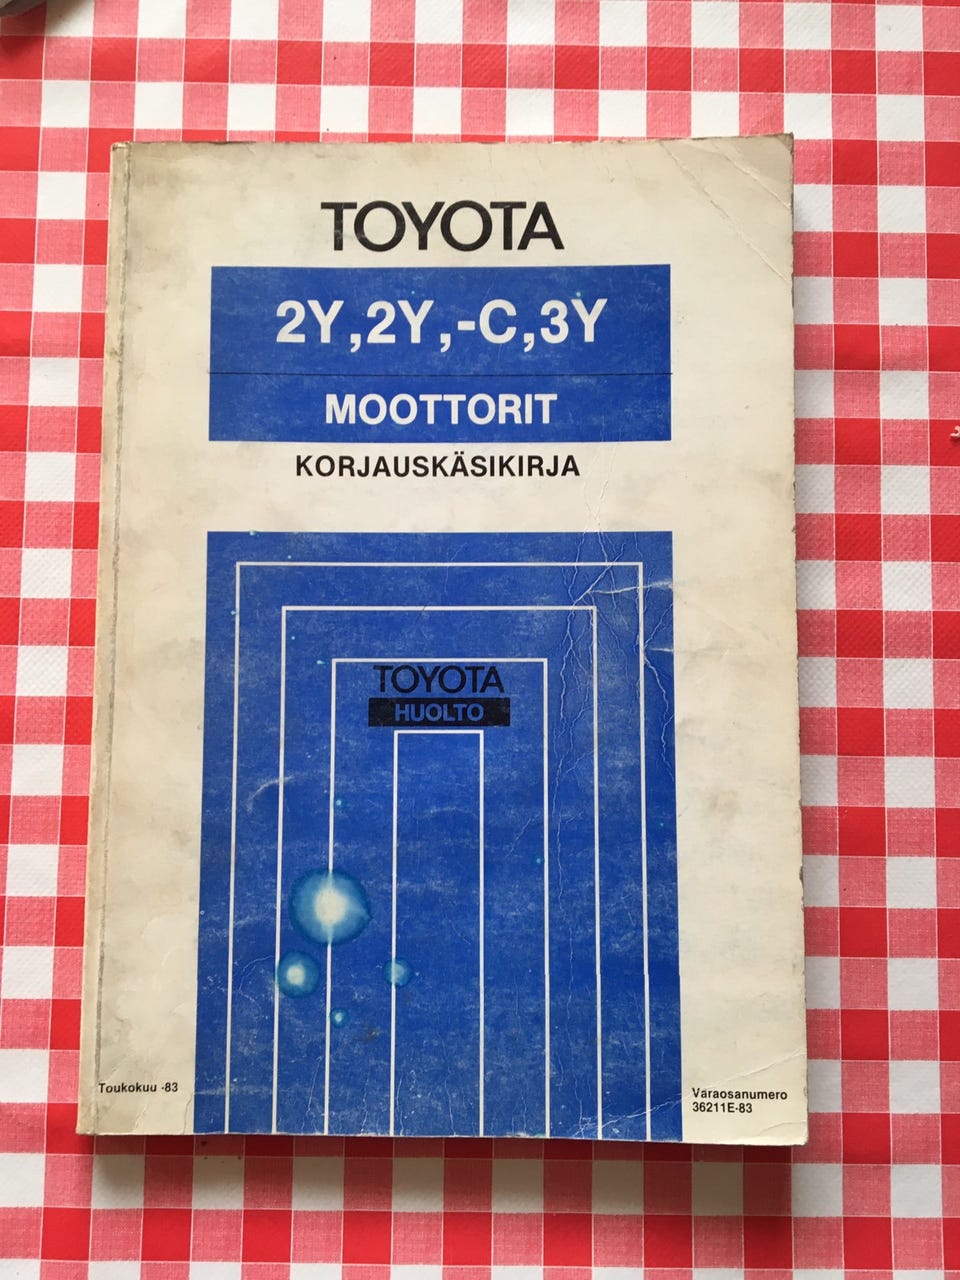 TOYOTA
2Y,2Y,-C,3Y
MOOTTORIT
KORJAUSKÄSIKIRJA
TOYOTA
HUOLTO
Toukokuu -83
Varaosanumero
36211E-83